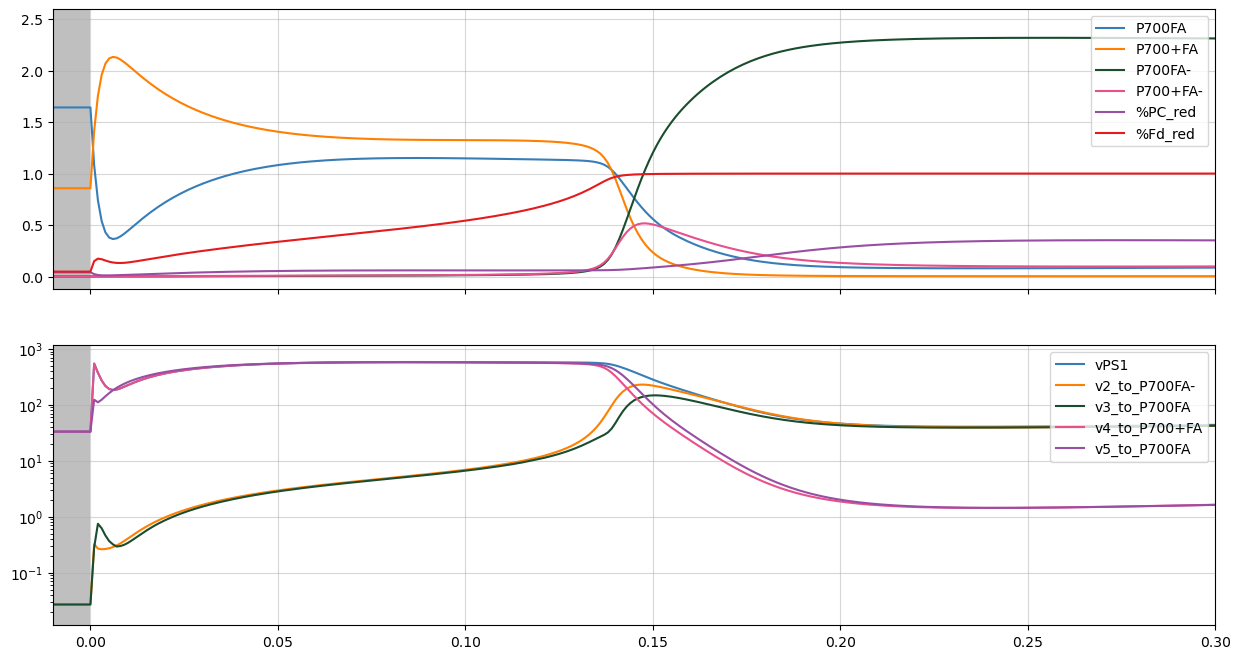 2.5
2.0
1.5
1.0
0.5
0.0
P700FA
P700+FA
P700FA-
P700+FA-
%PC_red
%Fd_red
10³
10²
10¹
10⁰
10⁻¹
vPS1
v2_to_P700FA-
v3_to_P700FA
v4_to_P700+FA
v5_to_P700FA
0.00 0.05 0.10 0.15 0.20 0.25 0.30